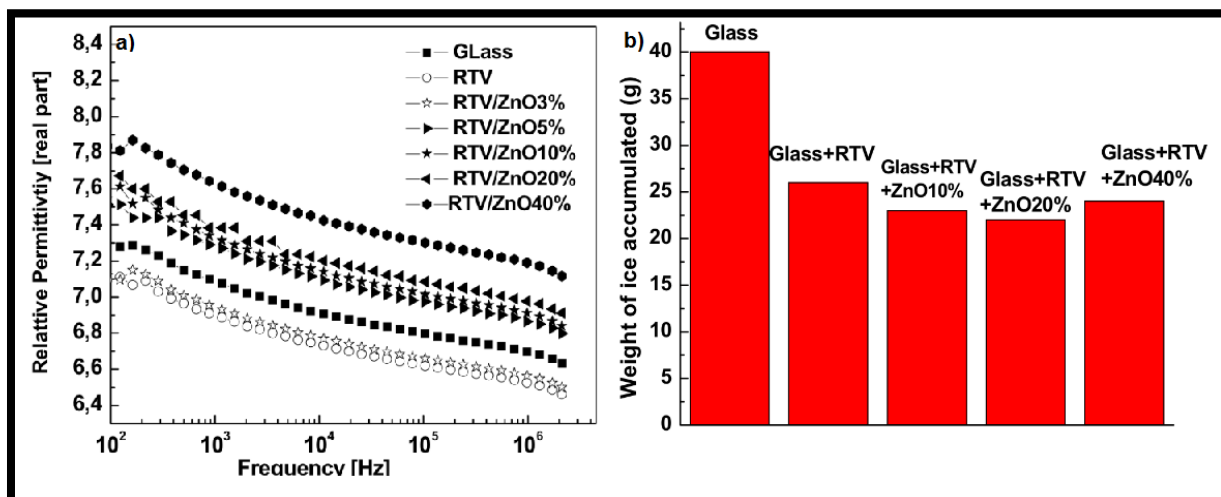 a)
Relattive Permittivtiy [real part]
8,4
8,2
8,0
7,8
7,6
7,4
7,2
7,0
6,8
6,6
6,4
GLass
RTV
RTV/ZnO3%
RTV/ZnO5%
RTV/ZnO10%
RTV/ZnO20%
RTV/ZnO40%
10²
10³
10⁴
10⁵
10⁶
Frequency [Hz]
b)
Weight of ice accumulated (g)
40
35
30
25
20
15
10
5
0
Glass
Glass+RTV
Glass+RTV
+ZnO10%
Glass+RTV
+ZnO20%
Glass+RTV
+ZnO40%